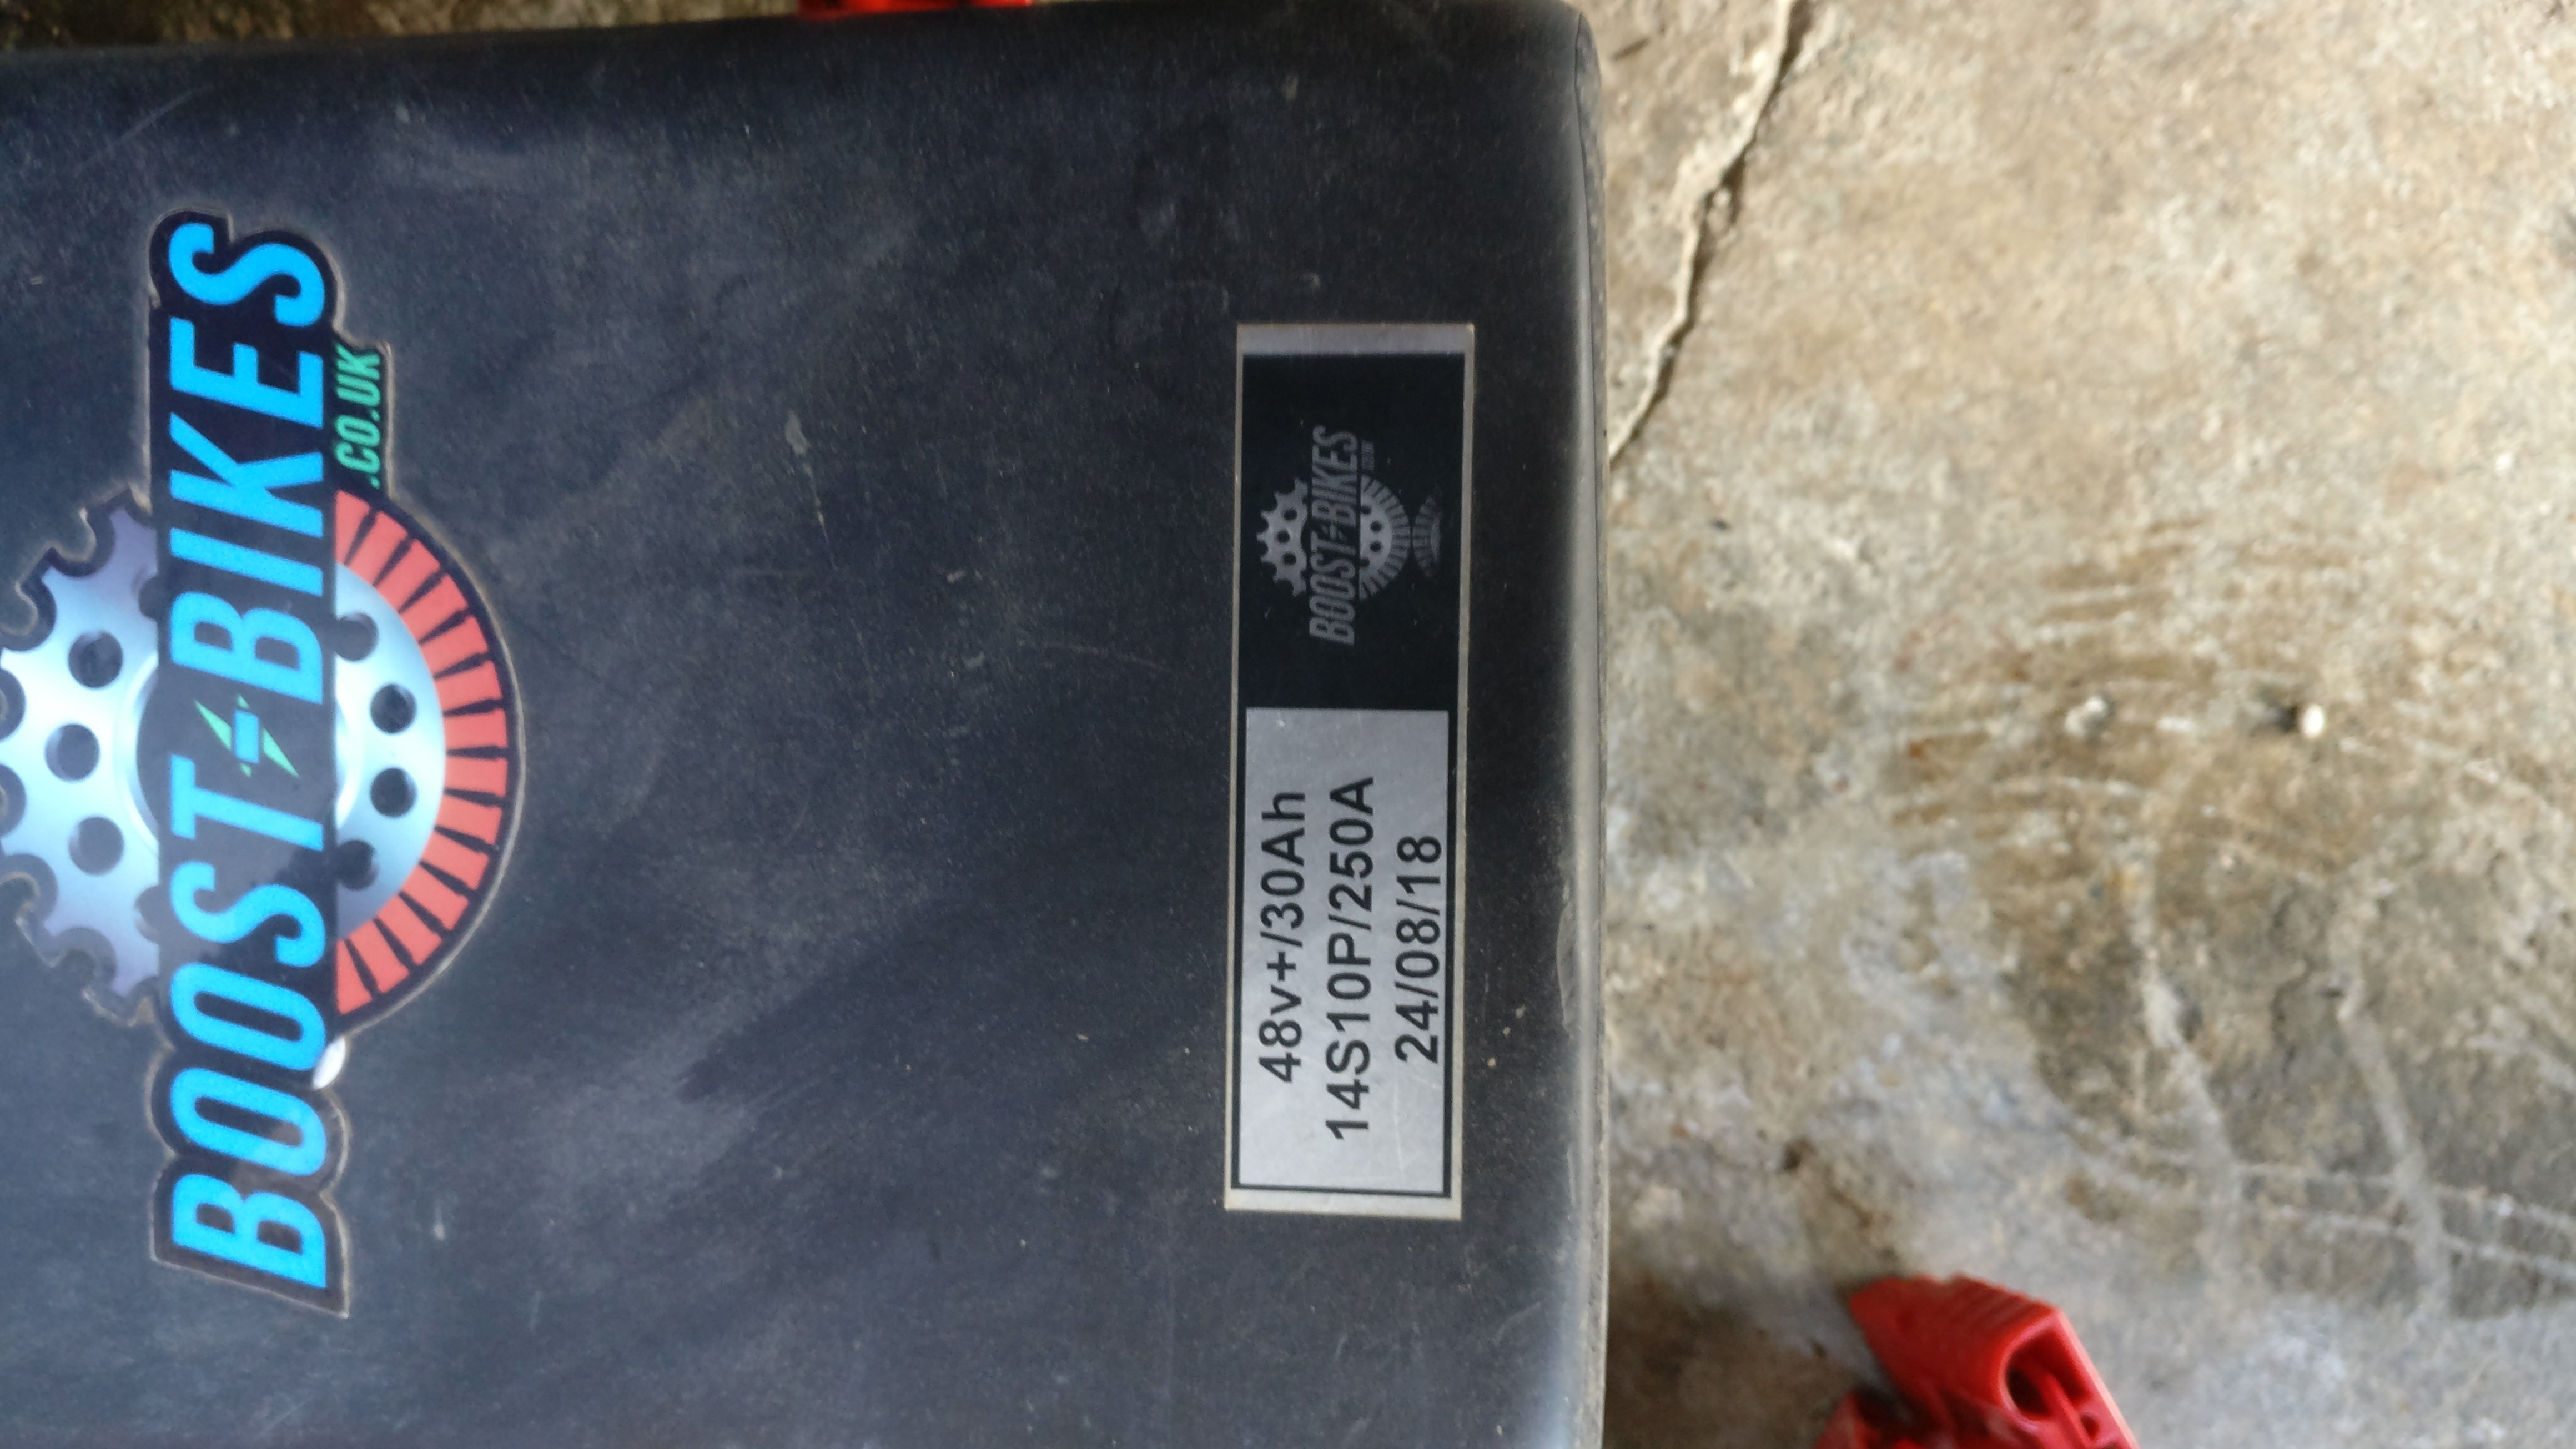 BOOST-BIKES
.CO.UK
BOOST-BIKES
48v+/30Ah
14S10P/250A
24/08/18